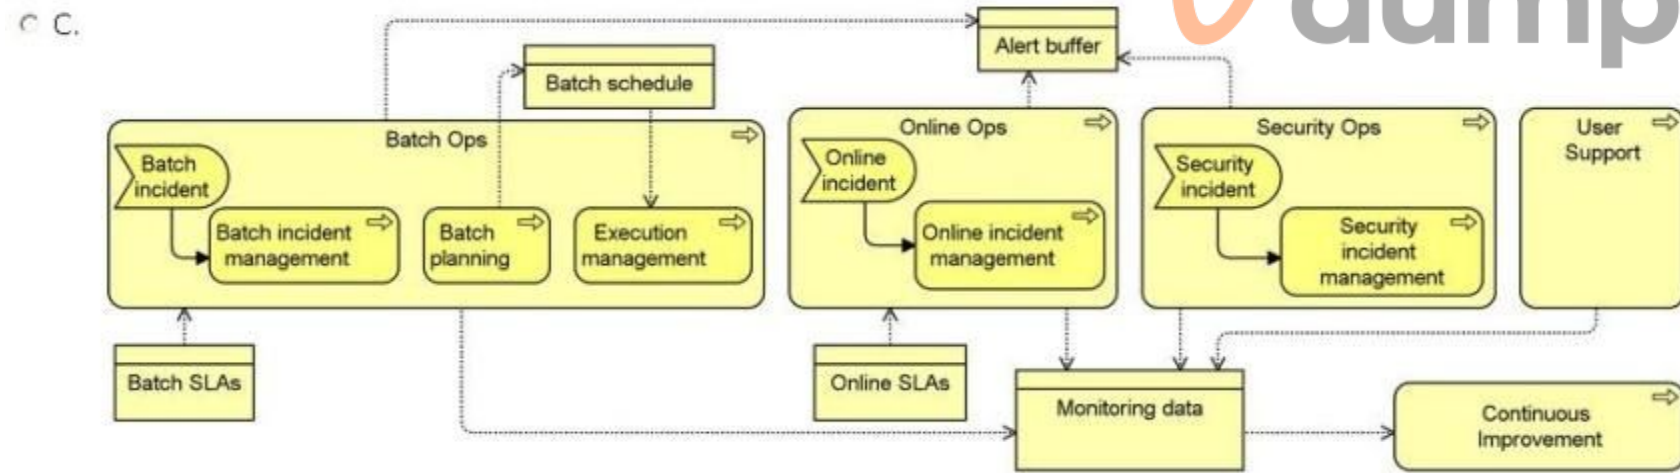 C.
dump
Alert buffer
Batch schedule
Batch Ops
Batch
incident
Batch incident
management
Batch
planning
Execution
management
Online Ops
Online
incident
Online incident
management
Security Ops
Security
incident
Security
incident
management
User
Support
Batch SLAs
Online SLAs
Monitoring data
Continuous
Improvement